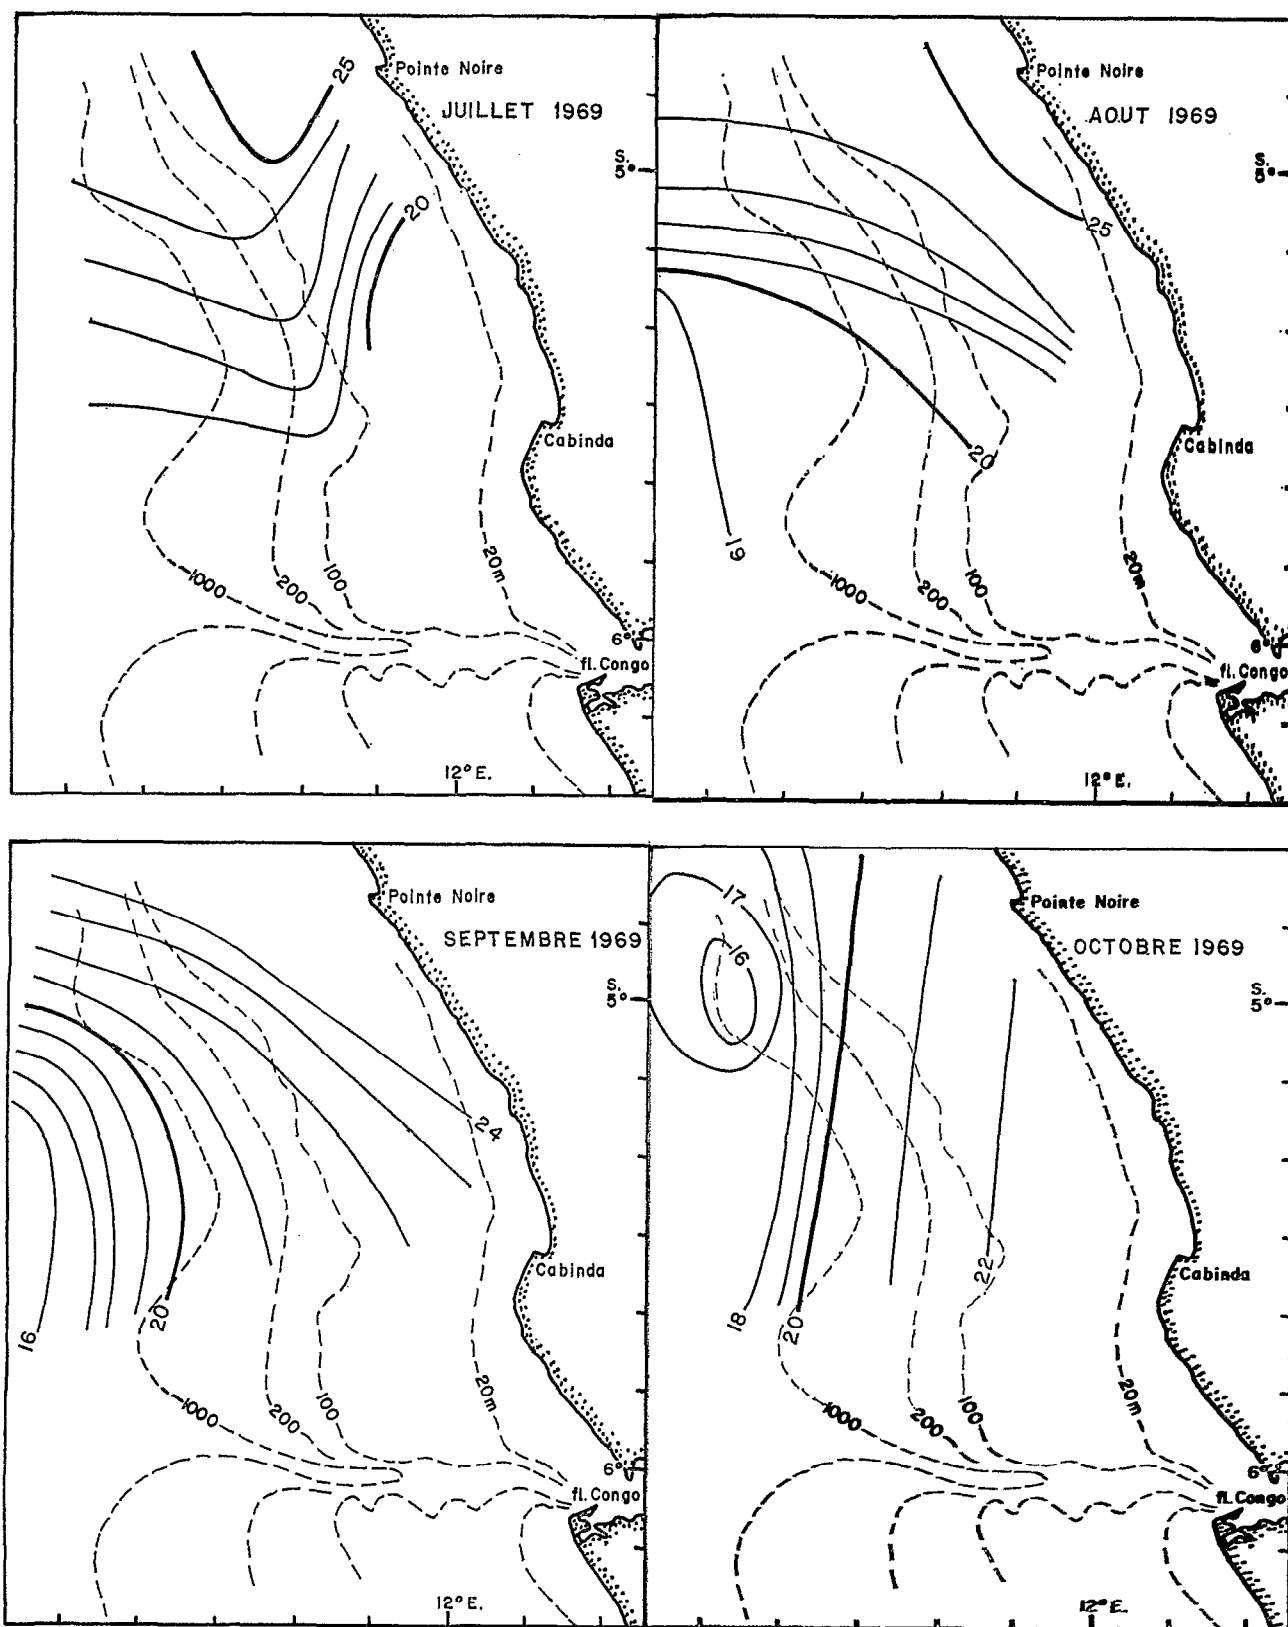 Pointe Noire
JUILLET 1969
25
S.
5°
20
Cabinda
1000
200
100
20m
6°
fl. Congo
12°E.
Pointe Noire
AOUT 1969
S.
5°
25
20
Cabinda
19
1000
200
100
20m
6°
fl. Congo
12°E.
Pointe Noire
SEPTEMBRE 1969
S.
5°
24
Cabinda
20
16
1000
200
100
20m
6°
fl. Congo
12°E.
17
Pointe Noire
16
OCTOBRE 1969
S.
5°
22
Cabinda
18
20
1000
200
100
20m
6°
fl. Congo
12°E.